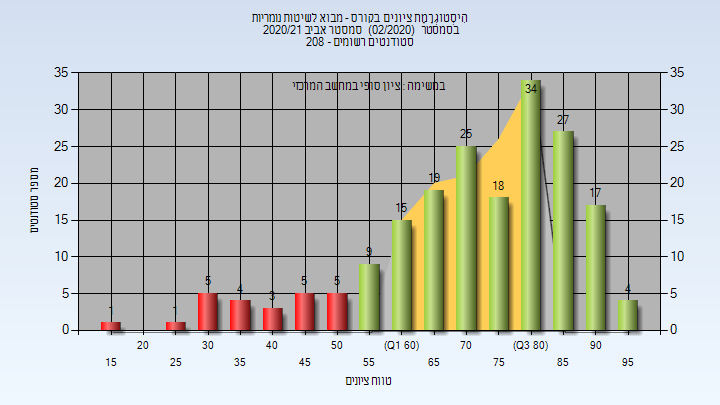 היסטוגרמת ציונים בקורס - מבוא לשיטות נומריות
בסמסטר (02/2020) סמסטר אביב 2020/21
סטודנטים רשומים - 208
במשימה : ציון סופי במחשב המרכזי
מספר סטודנטים
35 30 25 20 15 10 5 0
35 30 25 20 15 10 5 0
1 1 5 4 3 5 5 9 15 19 25 18 34 27 17 4
20 30 40 50 (Q1 60) 70 (Q3 80) 90
15 25 35 45 55 65 75 85 95
טווח ציונים